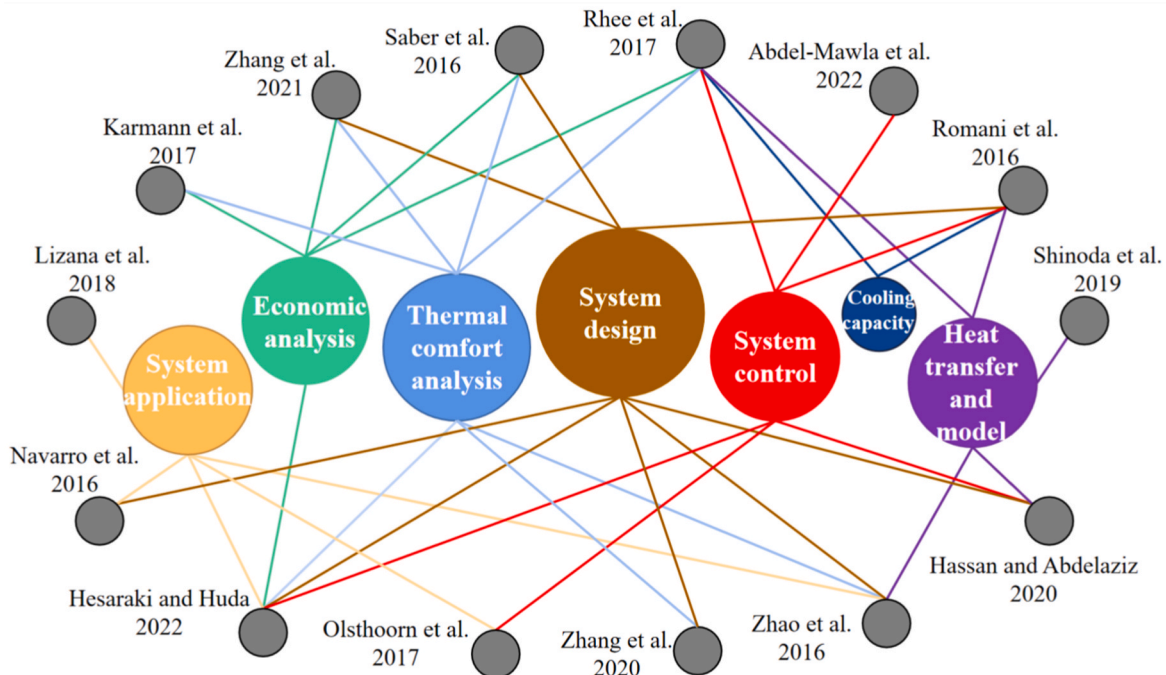 Rhee et al.
2017
Saber et al.
2016
Abdel-Mawla et al.
2022
Zhang et al.
2021
Karmann et al.
2017
Romani et al.
2016
Lizana et al.
2018
Shinoda et al.
2019
Economic
analysis
Thermal
comfort
analysis
System
design
System
control
Cooling
capacity
Heat
transfer
and
model
System
application
Navarro et al.
2016
Hassan and Abdelaziz
2020
Hesaraki and Huda
2022
Olsthoorn et al.
2017
Zhang et al.
2020
Zhao et al.
2016